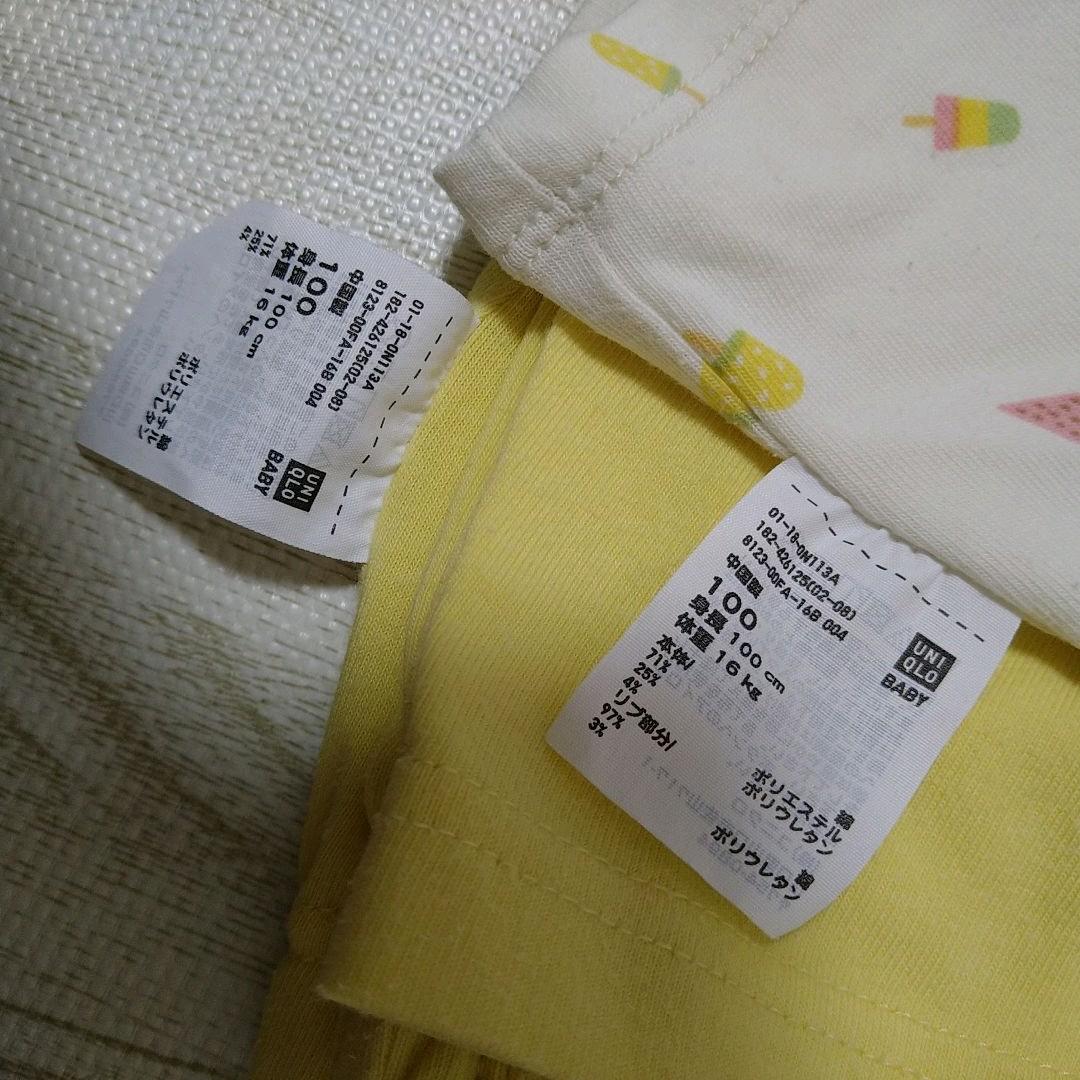 01-18-0N113A
182-426125(02-08)
8123-00FA-16B 004
中国製
100
身長 100 cm
体重 16 kg
71% 綿
25% ポリエステル
4% ポリウレタン
UNI
QLO
BABY
01-18-0N113A
182-426125(02-08)
8123-00FA-16B 004
中国製
100
身長 100 cm
体重 16 kg
本体/
71% 綿
25% ポリエステル
4% ポリウレタン
リブ部分/
97% 綿
3% ポリウレタン
UNI
QLO
BABY